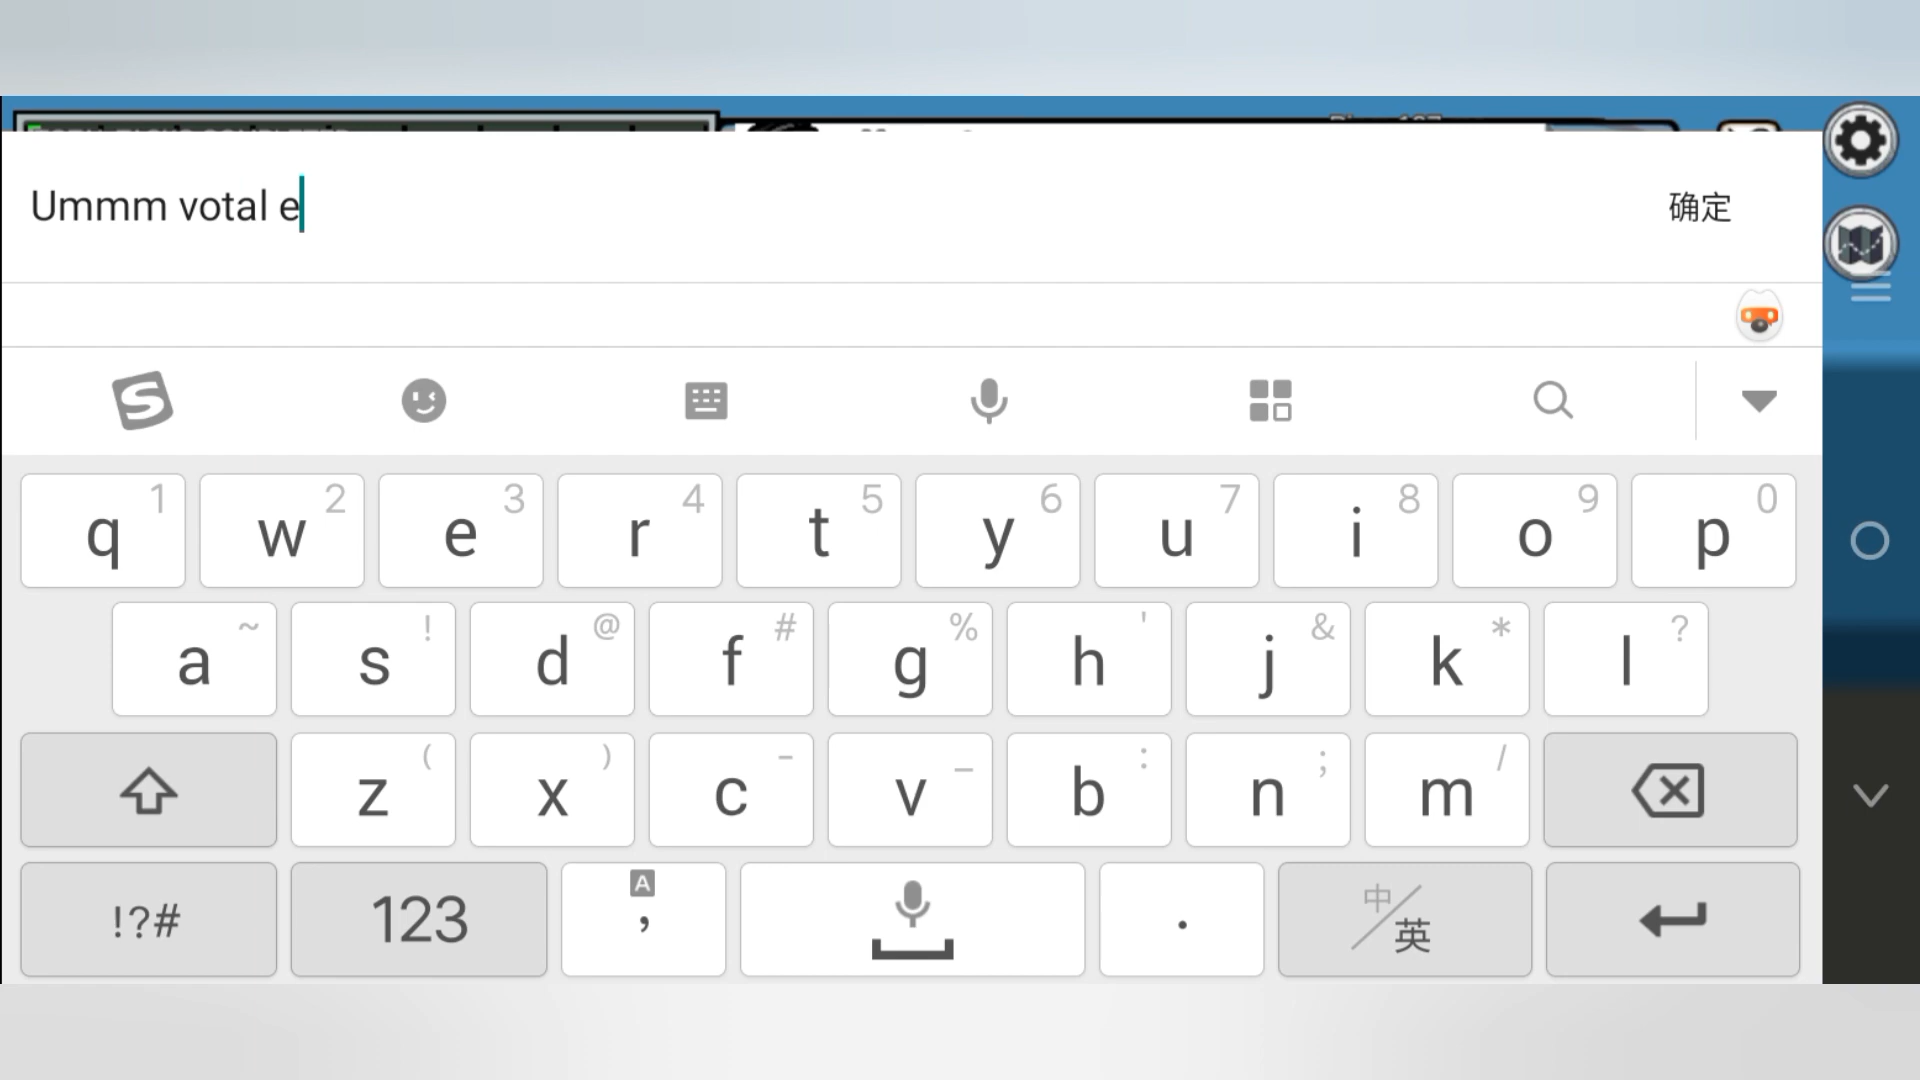 Ummm votal e
确定
q 1 w 2 e 3 r 4 t 5 y 6 u 7 i 8 o 9 p 0
a ~ s ! d @ f # g % h ' j & k * l ?
z ( x ) c - v _ b : n ; m /
!?# 123 A , . 中/英